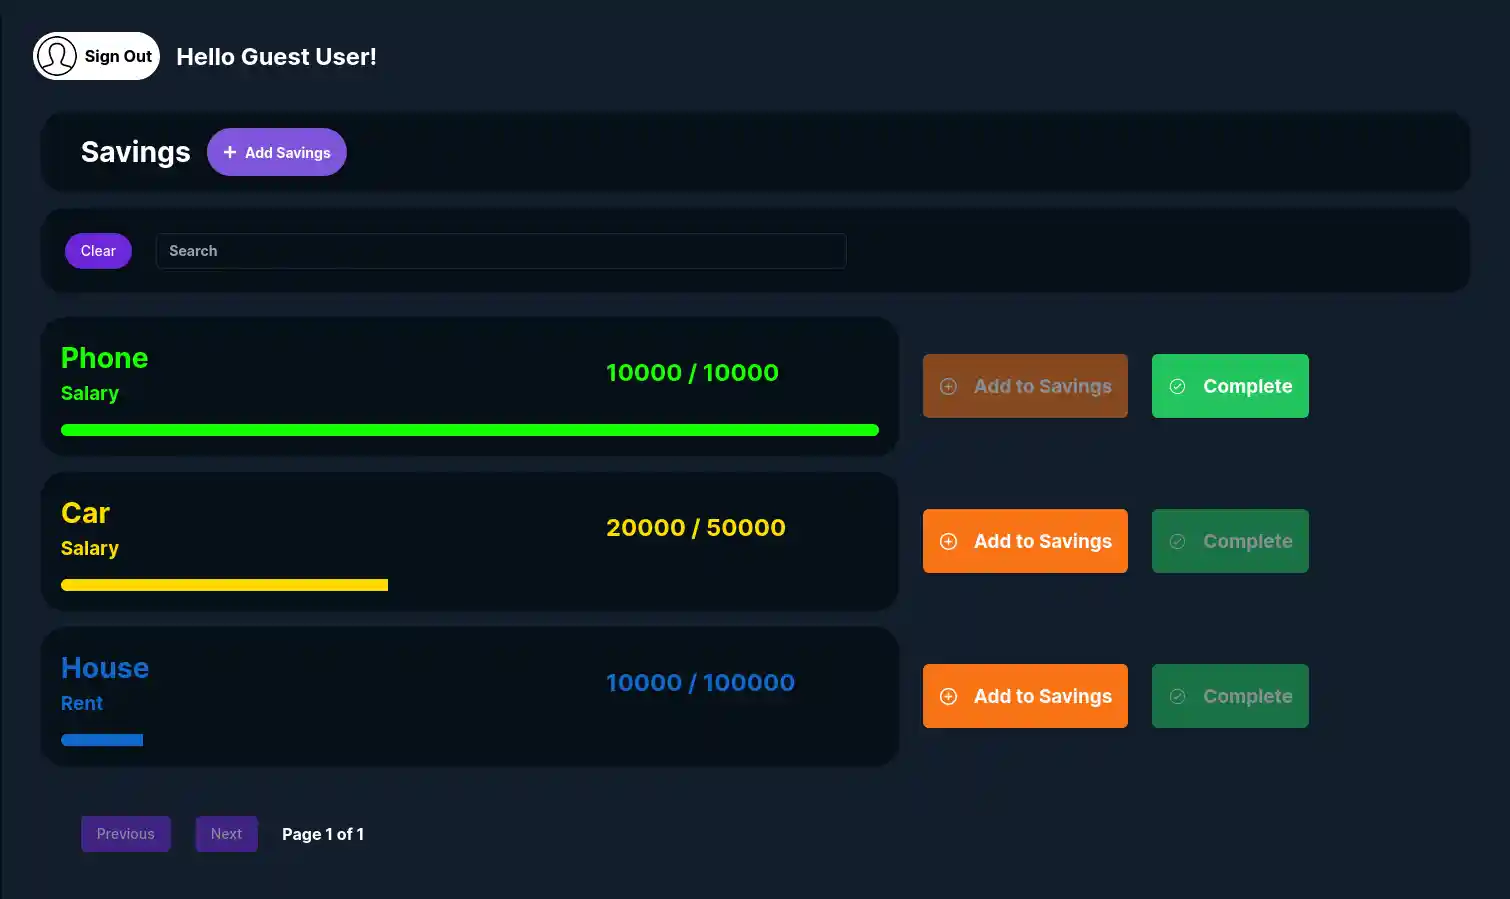 Sign Out
Hello Guest User!
Savings
+ Add Savings
Clear
Search
Phone
Salary
10000 / 10000
Add to Savings
Complete
Car
Salary
20000 / 50000
Add to Savings
Complete
House
Rent
10000 / 100000
Add to Savings
Complete
Previous
Next
Page 1 of 1